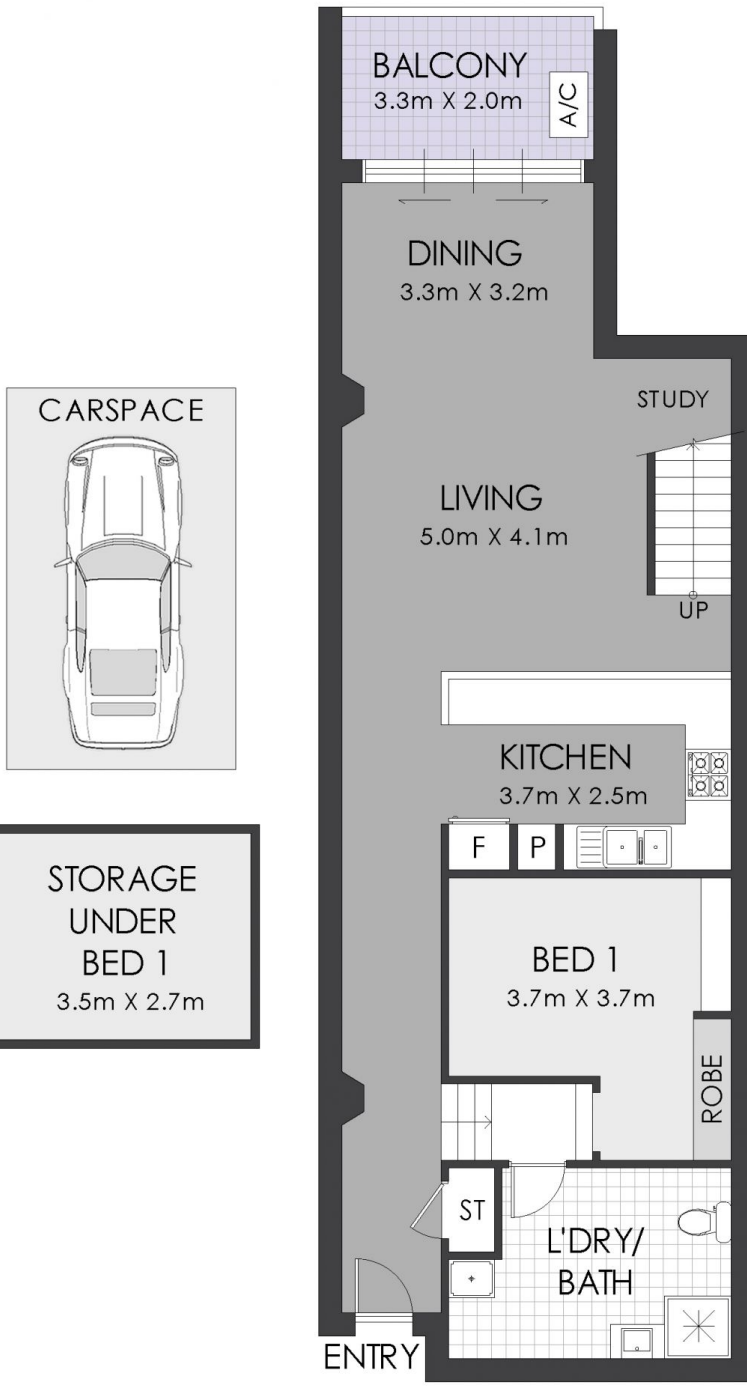 BALCONY
3.3m X 2.0m
A/C
DINING
3.3m X 3.2m
STUDY
CARSPACE
LIVING
5.0m X 4.1m
UP
KITCHEN
3.7m X 2.5m
F
P
STORAGE
UNDER
BED 1
3.5m X 2.7m
BED 1
3.7m X 3.7m
ROBE
ST
L'DRY/
BATH
ENTRY